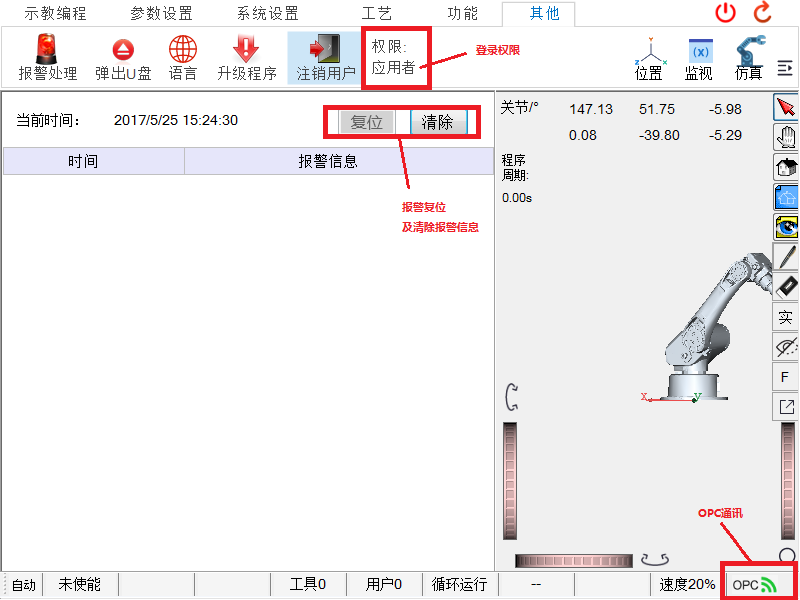 示教编程 参数设置 系统设置 工艺 功能 其他
报警处理 弹出U盘 语言 升级程序 注销用户
权限:
应用者
登录权限
(x)
位置 监视 仿真
当前时间: 2017/5/25 15:24:30
复位 清除
时间 报警信息
报警复位
及清除报警信息
关节/° 147.13 51.75 -5.98
0.08 -39.80 -5.29
程序
周期:
0.00s
实
F
X Y
OPC通讯
自动 未使能 工具0 用户0 循环运行 -- 速度20% OPC